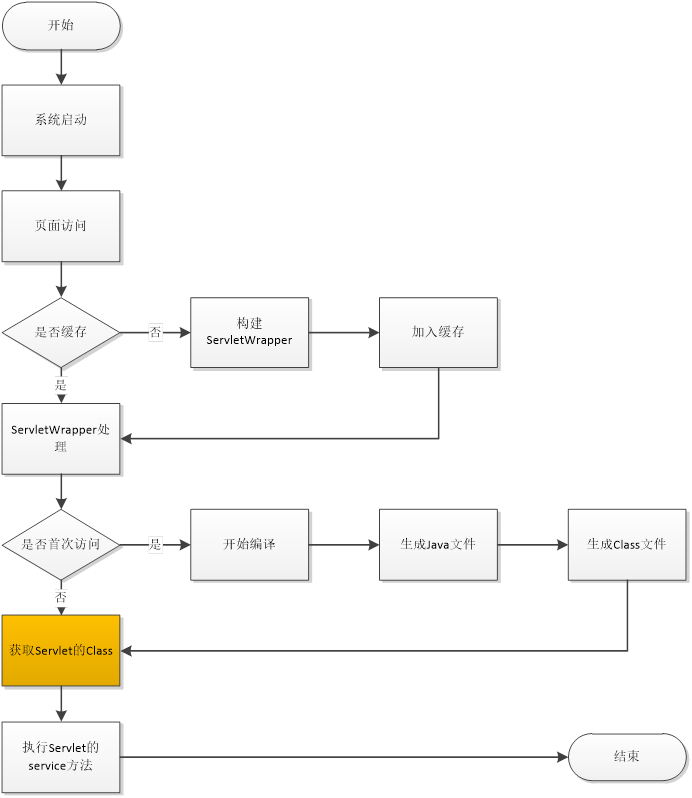 开始
系统启动
页面访问
是否缓存
否
构建
ServletWrapper
加入缓存
是
ServletWrapper处
理
是否首次访问
是
开始编译
生成Java文件
生成Class文件
否
获取Servlet的Class
执行Servlet的
service方法
结束